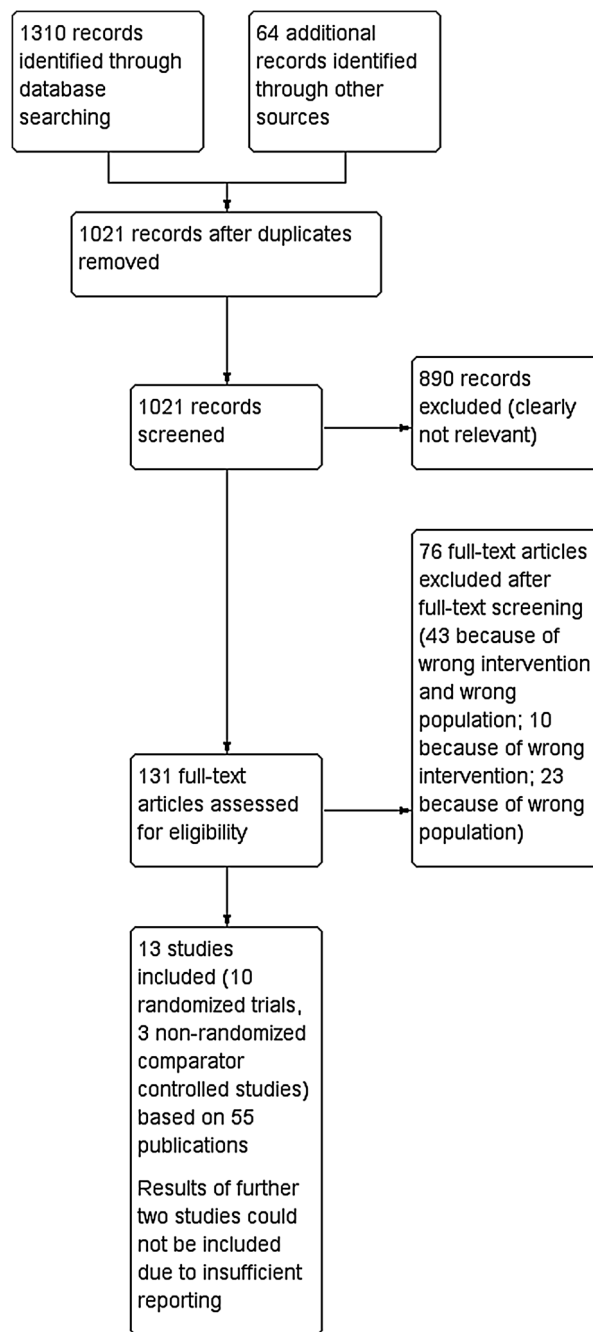 1310 records
identified through
database
searching
64 additional
records identified
through other
sources
1021 records after duplicates
removed
1021 records
screened
890 records
excluded (clearly
not relevant)
76 full-text articles
excluded after
full-text screening
(43 because of
wrong intervention
and wrong
population; 10
because of wrong
intervention; 23
because of wrong
population)
131 full-text
articles assessed
for eligibility
13 studies
included (10
randomized trials,
3 non-randomized
comparator
controlled studies)
based on 55
publications
Results of further
two studies could
not be included
due to insufficient
reporting